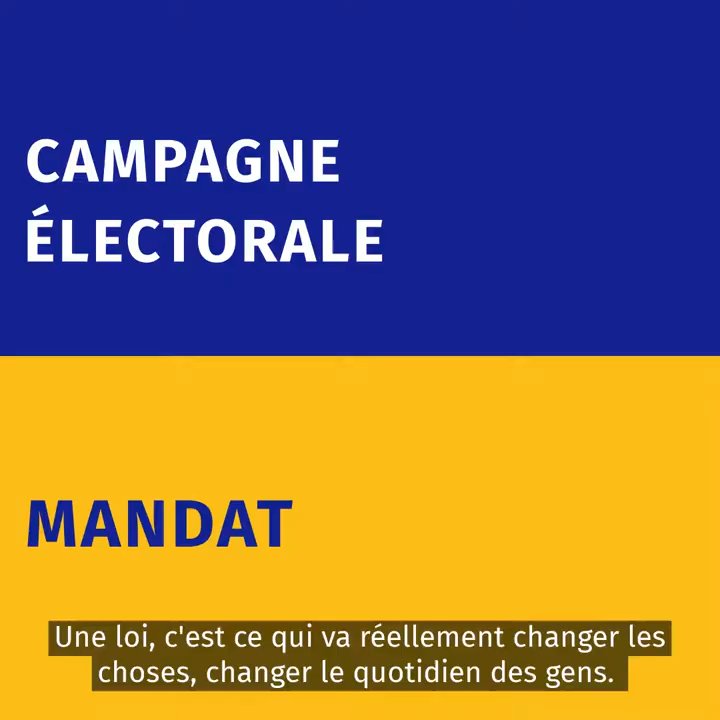 CAMPAGNE
ÉLECTORALE
MANDAT
Une loi, c'est ce qui va réellement changer les
choses, changer le quotidien des gens.